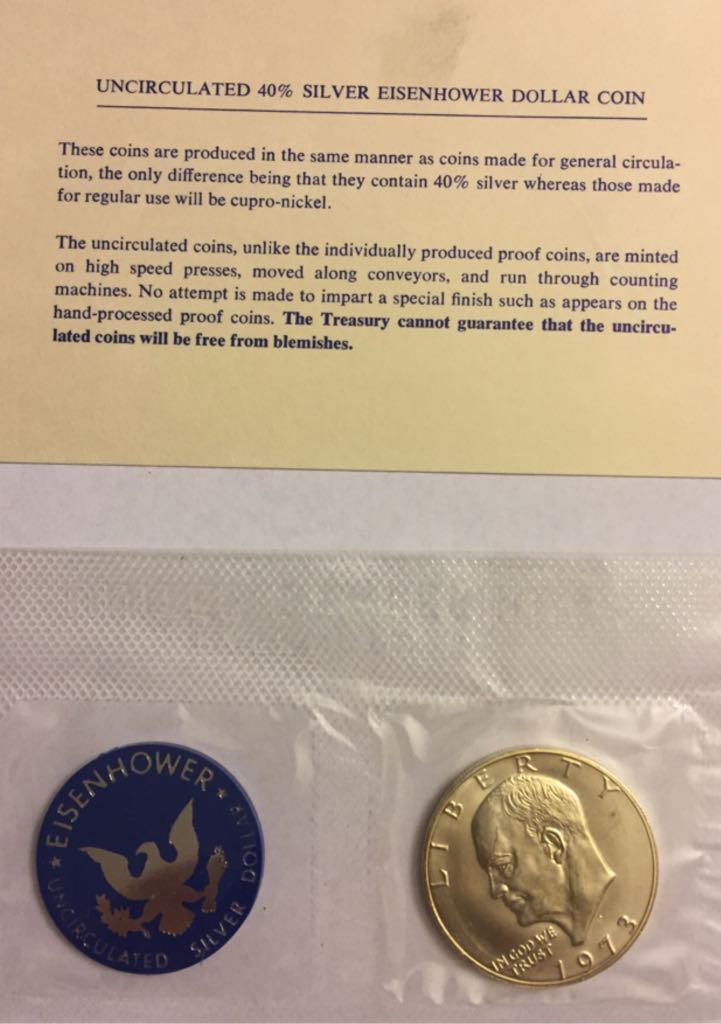 UNCIRCULATED 40% SILVER EISENHOWER DOLLAR COIN
These coins are produced in the same manner as coins made for general circula-
tion, the only difference being that they contain 40% silver whereas those made
for regular use will be cupro-nickel.
The uncirculated coins, unlike the individually produced proof coins, are minted
on high speed presses, moved along conveyors, and run through counting
machines. No attempt is made to impart a special finish such as appears on the
hand-processed proof coins. The Treasury cannot guarantee that the uncircu-
lated coins will be free from blemishes.
★ EISENHOWER ★
UNCIRCULATED SILVER DOLLAR
LIBERTY
IN GOD WE
TRUST
1973